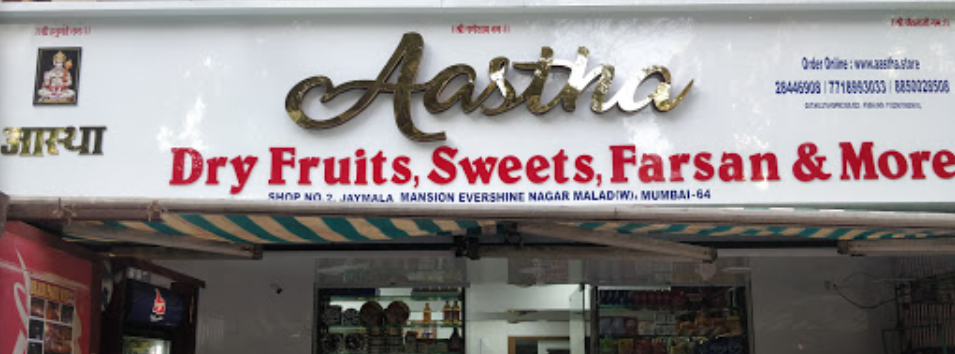 Aastha
Order Online : www.aastha.store
28446908 | 7718993033 | 8850029508
आस्था
Dry Fruits, Sweets, Farsan & More
SHOP NO 2, JAYMALA MANSION EVERSHINE NAGAR MALAD(W), MUMBAI-64